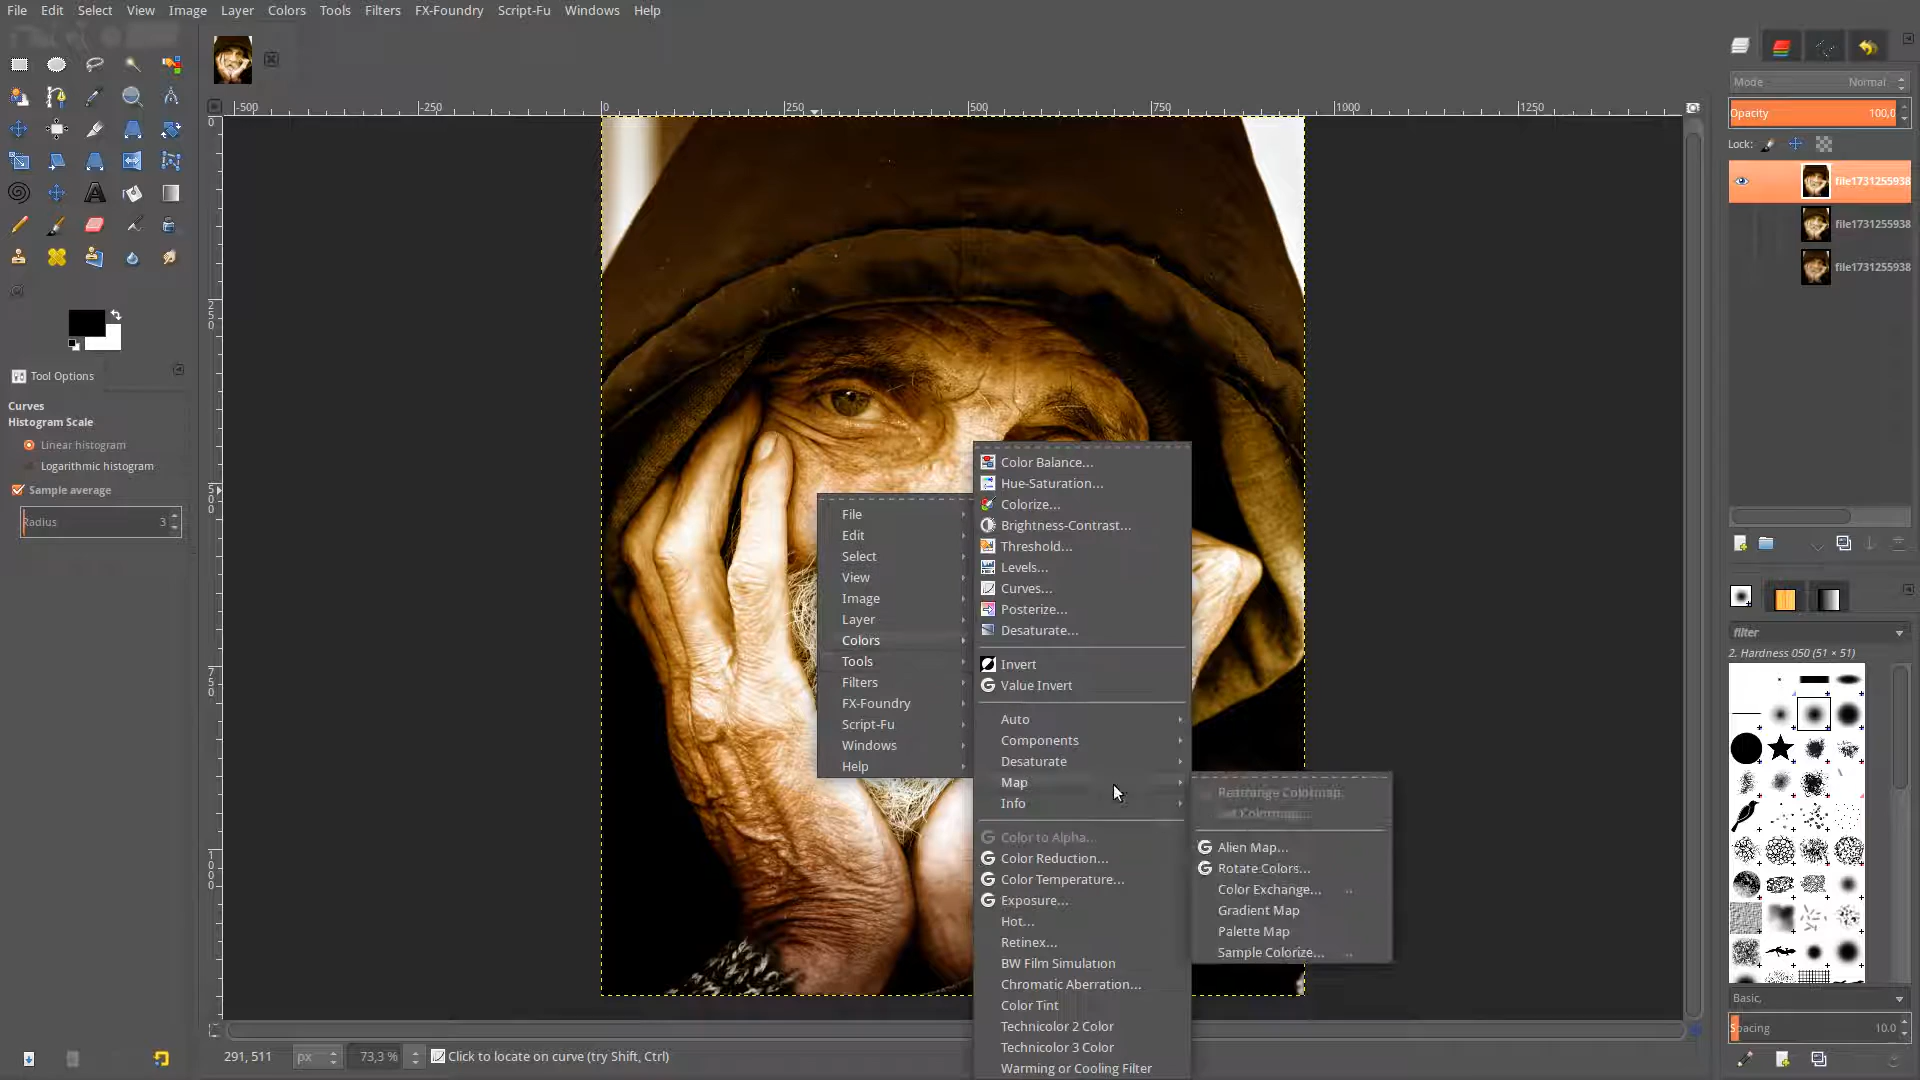 File Edit Select View Image Layer Colors Tools Filters FX-Foundry Script-Fu Windows Help
-500 -250 0 250 500 750 1000 1250
0
250
500
750
1000
Tool Options
Curves
Histogram Scale
Linear histogram
Logarithmic histogram
Sample average
Radius 3
File
Edit
Select
View
Image
Layer
Colors
Tools
Filters
FX-Foundry
Script-Fu
Windows
Help
Color Balance...
Hue-Saturation...
Colorize...
Brightness-Contrast...
Threshold...
Levels...
Curves...
Posterize...
Desaturate...
Invert
Value Invert
Auto
Components
Desaturate
Map
Info
Color to Alpha...
Color Reduction...
Color Temperature...
Exposure...
Hot...
Retinex...
BW Film Simulation
Chromatic Aberration...
Color Tint
Technicolor 2 Color
Technicolor 3 Color
Warming or Cooling Filter
Rearrange Colormap...
Alien Map...
Rotate Colors...
Color Exchange...
Gradient Map
Palette Map
Sample Colorize...
Mode Normal
Opacity 100,0
Lock:
file1731255938
file1731255938
file1731255938
filter
2. Hardness 050 (51 × 51)
Basic,
Spacing 10.0
291, 511 px 73,3 % Click to locate on curve (try Shift, Ctrl)